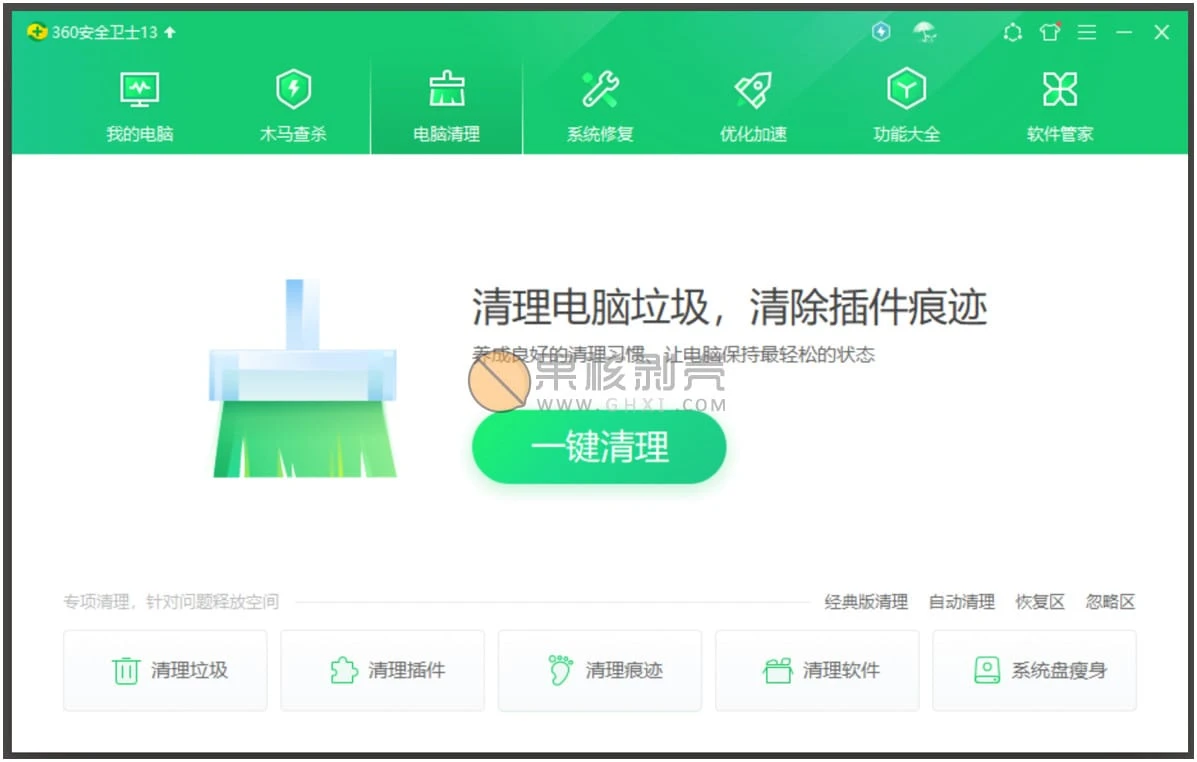 360安全卫士13
我的电脑
木马查杀
电脑清理
系统修复
优化加速
功能大全
软件管家
清理电脑垃圾，清除插件痕迹
养成良好的清理习惯、让电脑保持最轻松的状态
果核剥壳
WWW.GHXI.COM
一键清理
专项清理，针对问题释放空间
经典版清理 自动清理 恢复区 忽略区
清理垃圾
清理插件
清理痕迹
清理软件
系统盘瘦身